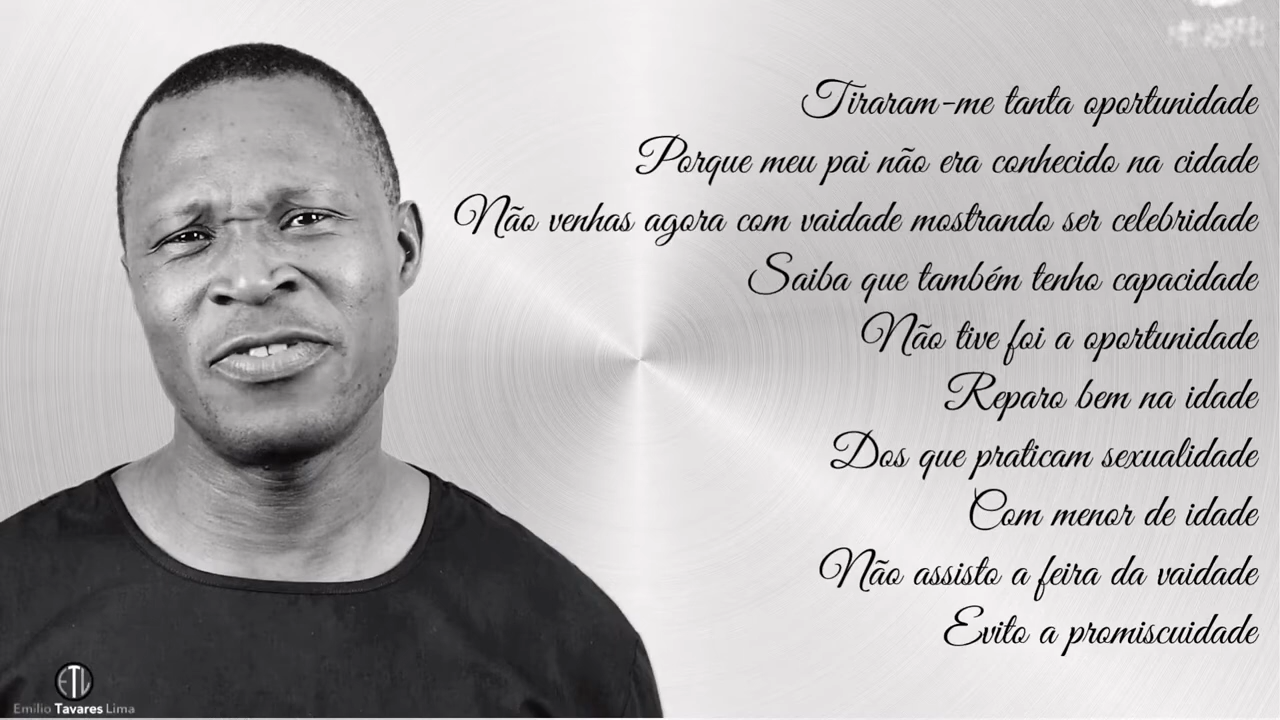 Tiraram-me tanta oportunidade
Porque meu pai não era conhecido na cidade
Não venhas agora com vaidade mostrando ser celebridade
Saiba que também tenho capacidade
Não tive foi a oportunidade
Reparo bem na idade
Dos que praticam sexualidade
Com menor de idade
Não assisto a feira da vaidade
Evito a promiscuidade
ETL
Emilio Tavares Lima